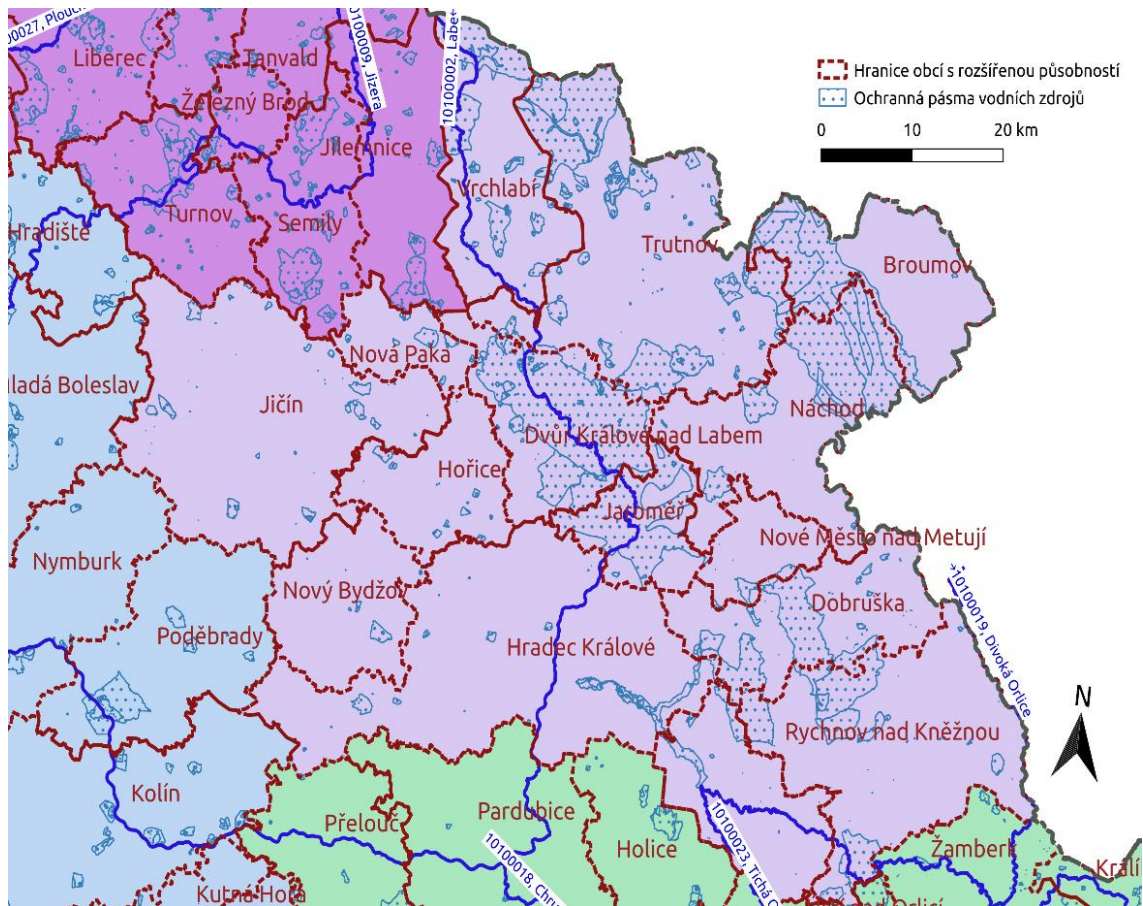 10100009, Jizera
10100002, Labe
Liberec
Tanvald
Hranice obcí s rozšířenou působností
Železný Brod
Ochranná pásma vodních zdrojů
0 10 20 km
Jilemnice
Vrchlabí
Turnov
Semily
Hradiště
Trutnov
Broumov
Nová Paka
Jičín
Náchod
Dvůr Králové nad Labem
Hořice
Jaroměř
Nové Město nad Metují
Nymburk
Nový Bydžov
10100019, Divoká Orlice
Dobruška
Poděbrady
Hradec Králové
N
Rychnov nad Kněžnou
Kolín
Přelouč
Pardubice
Holice
Žamberk
Kutná Hora